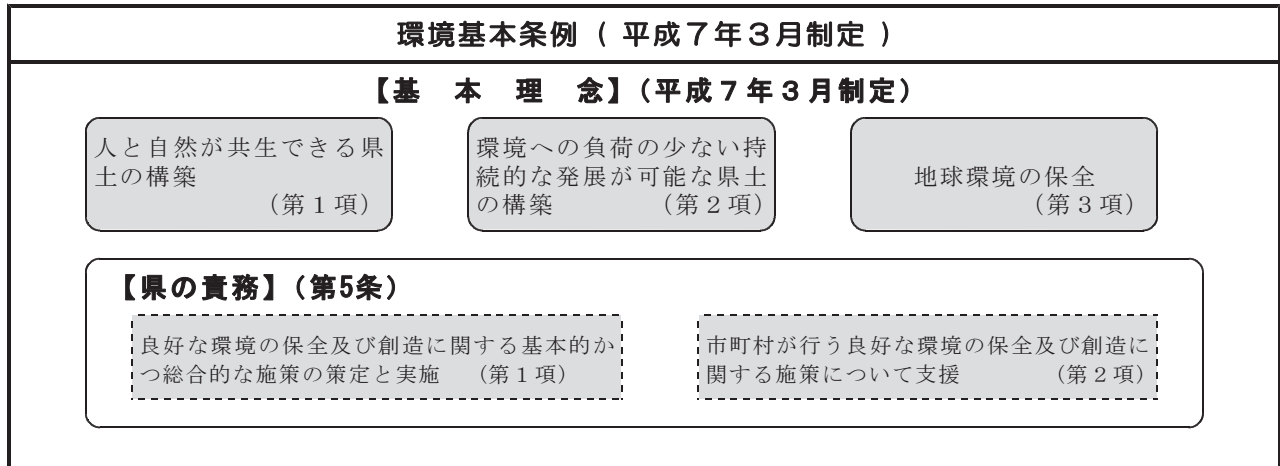 環境基本条例（ 平成７年３月制定 ）
【基　本　理　念】（平成７年３月制定）
人と自然が共生できる県
土の構築
（第１項）
環境への負荷の少ない持
続的な発展が可能な県土
の構築　　　　（第２項）
地球環境の保全
（第３項）
【県の責務】（第5条）
良好な環境の保全及び創造に関する基本的か
つ総合的な施策の策定と実施　（第１項）
市町村が行う良好な環境の保全及び創造に
関する施策について支援　　　　（第２項）